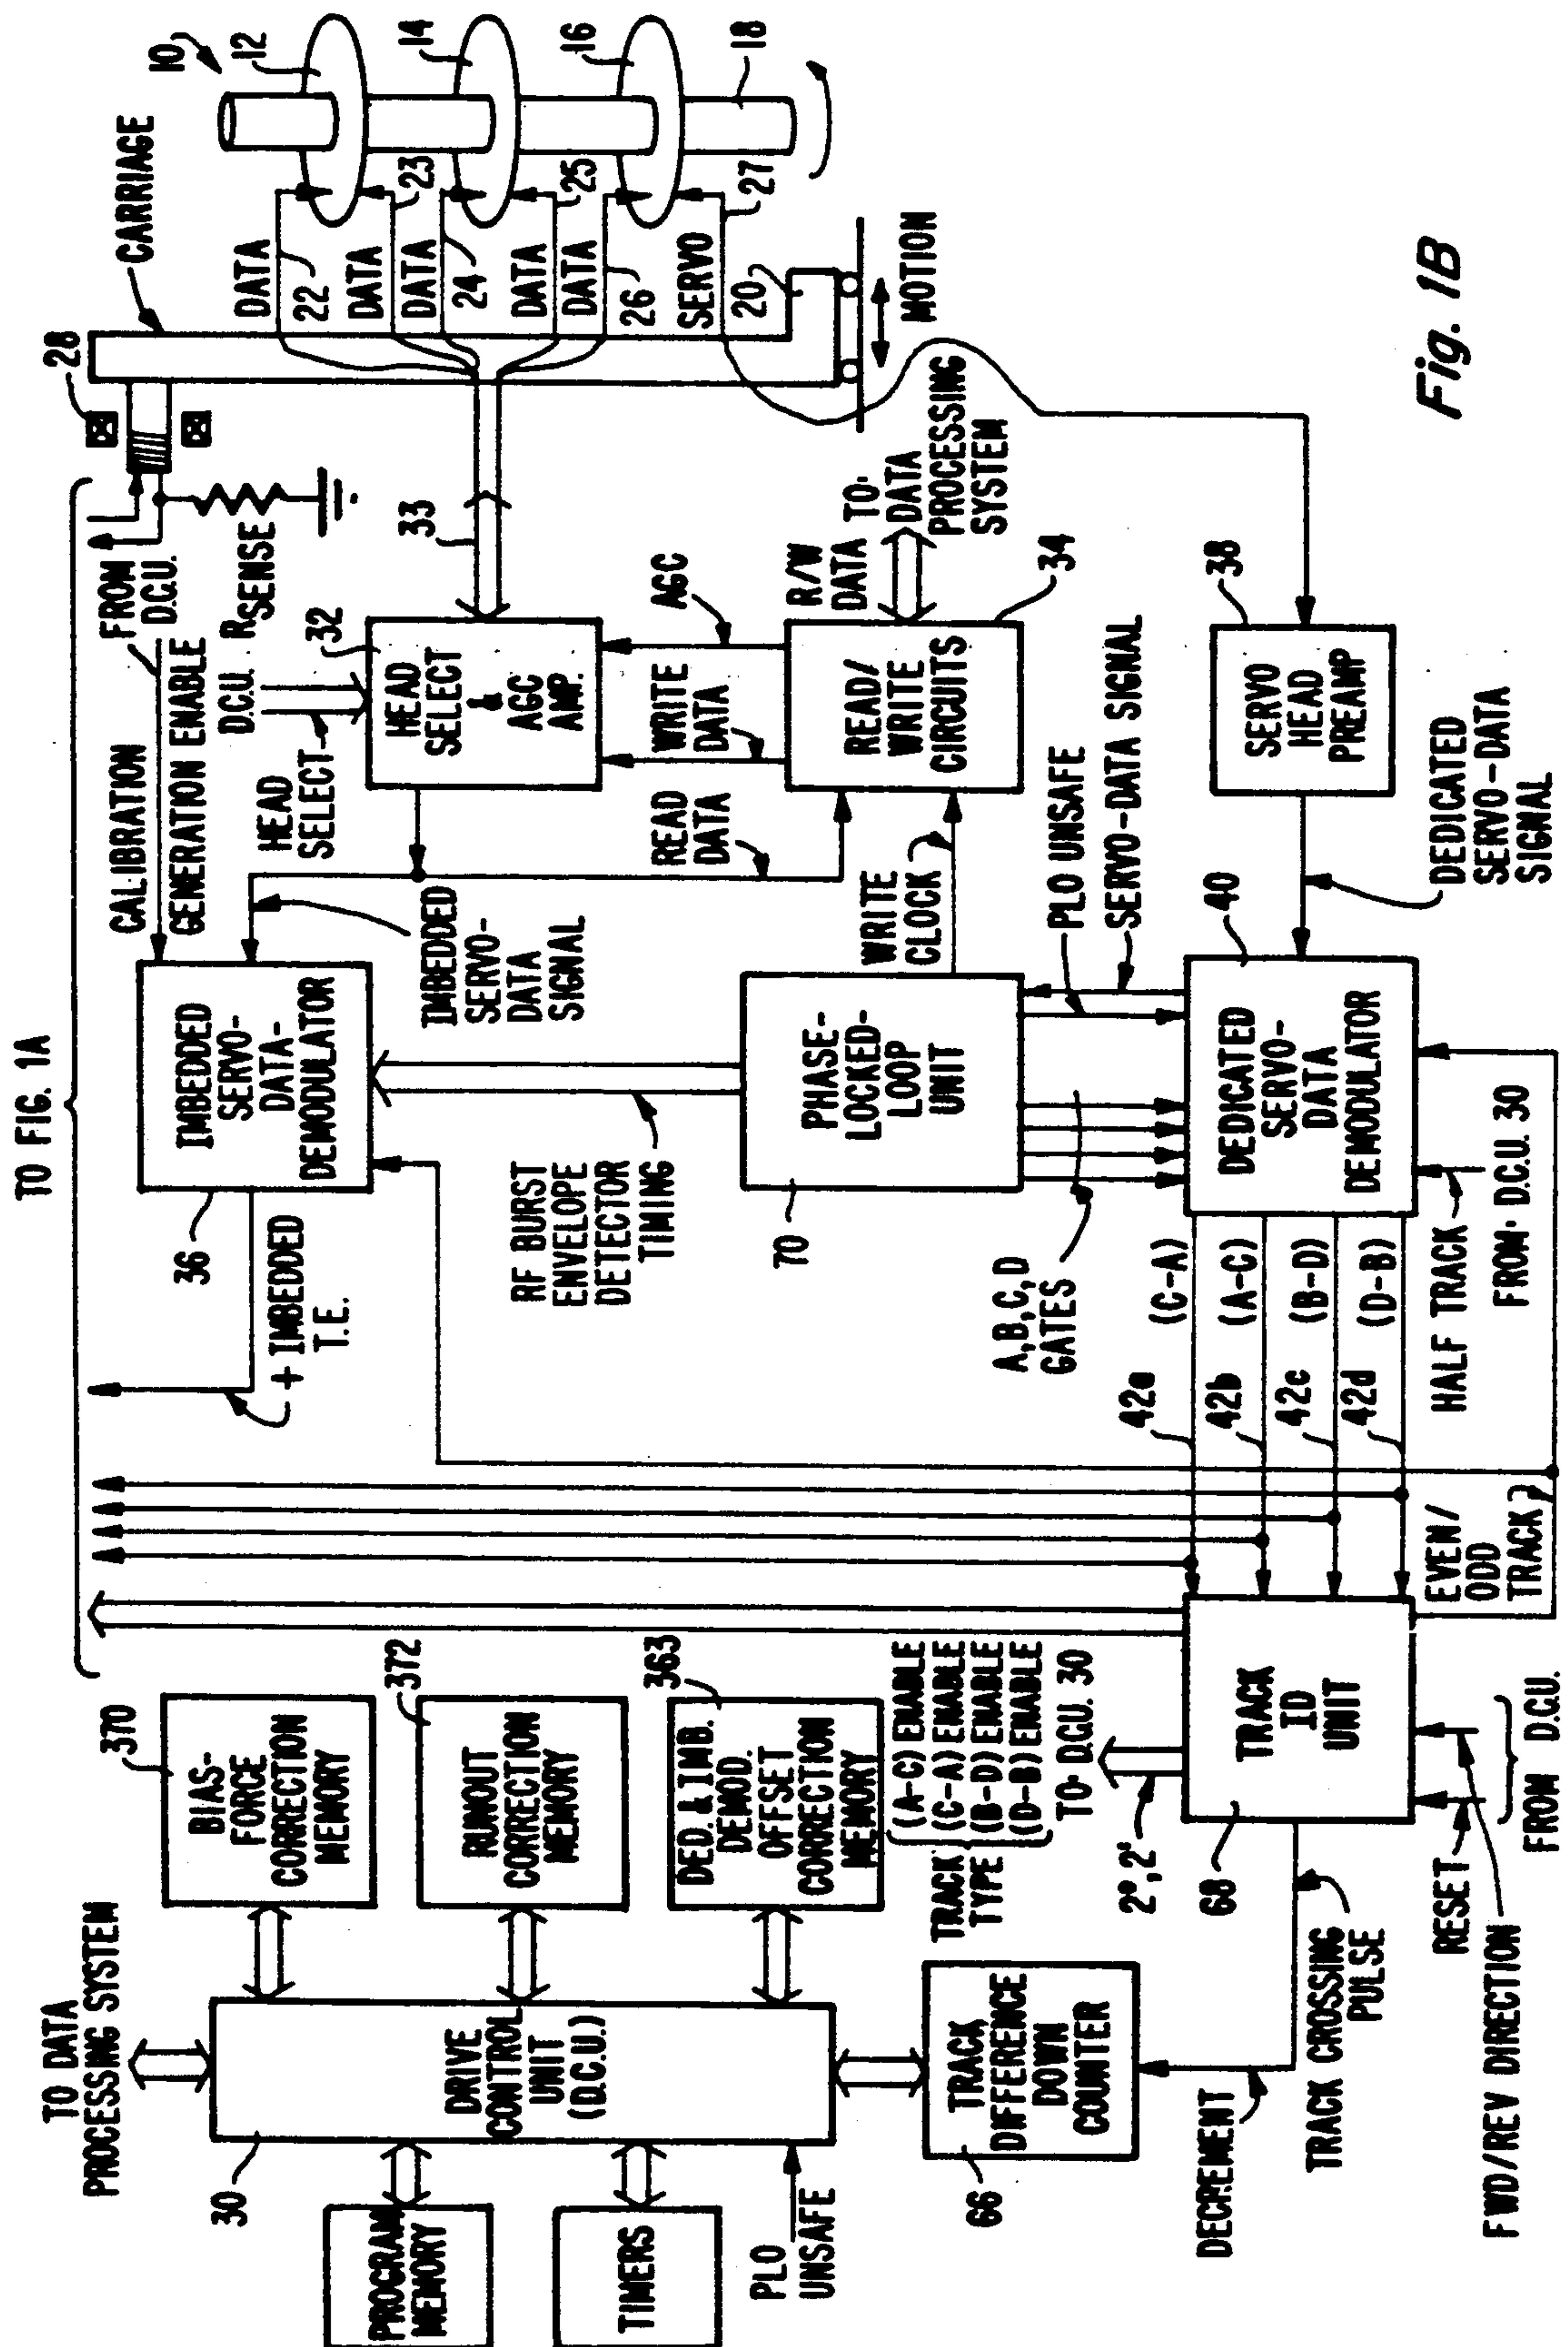 TO FIG. 1A
10
12
14
16
18
CARRIAGE
28
DATA
22
DATA
23
DATA
24
DATA
25
DATA
26
SERVO
27
20
MOTION
FROM
D.C.U.
RSENSE
CALIBRATION
GENERATION ENABLE
D.C.U.
HEAD
SELECT
32
HEAD
SELECT
&
AGC
AMP.
33
AGC
WRITE
DATA
READ
DATA
R/W
DATA
TO
DATA
PROCESSING
SYSTEM
READ/
WRITE
CIRCUITS
34
WRITE
CLOCK
IMBEDDED
SERVO-
DATA
SIGNAL
IMBEDDED
SERVO-
DATA-
DEMODULATOR
36
+ IMBEDDED
T.E.
RF BURST
ENVELOPE
DETECTOR
TIMING
PHASE-
LOCKED-
LOOP
UNIT
70
PLO UNSAFE
SERVO-DATA SIGNAL
A,B,C,D
GATES
SERVO
HEAD
PREAMP
38
DEDICATED
SERVO-DATA
SIGNAL
40
DEDICATED
SERVO-
DATA
DEMODULATOR
HALF TRACK
FROM D.C.U. 30
42a
(C-A)
42b
(A-C)
42c
(B-D)
42d
(D-B)
EVEN/
ODD
TRACK
TO DATA
PROCESSING SYSTEM
370
BIAS-
FORCE
CORRECTION
MEMORY
372
RUNOUT
CORRECTION
MEMORY
363
DED. & IMB.
DEMOD.
OFFSET
CORRECTION
MEMORY
TRACK
TYPE
(A-C) ENABLE
(C-A) ENABLE
(B-D) ENABLE
(D-B) ENABLE
TO D.C.U. 30
2⁰, 2'
TRACK
ID
UNIT
68
RESET
FWD/REV DIRECTION
FROM D.C.U.
TRACK CROSSING
PULSE
DECREMENT
TRACK
DIFFERENCE
DOWN
COUNTER
66
DRIVE
CONTROL
UNIT
(D.C.U.)
30
PROGRAM
MEMORY
TIMERS
PLO
UNSAFE
Fig. 1B